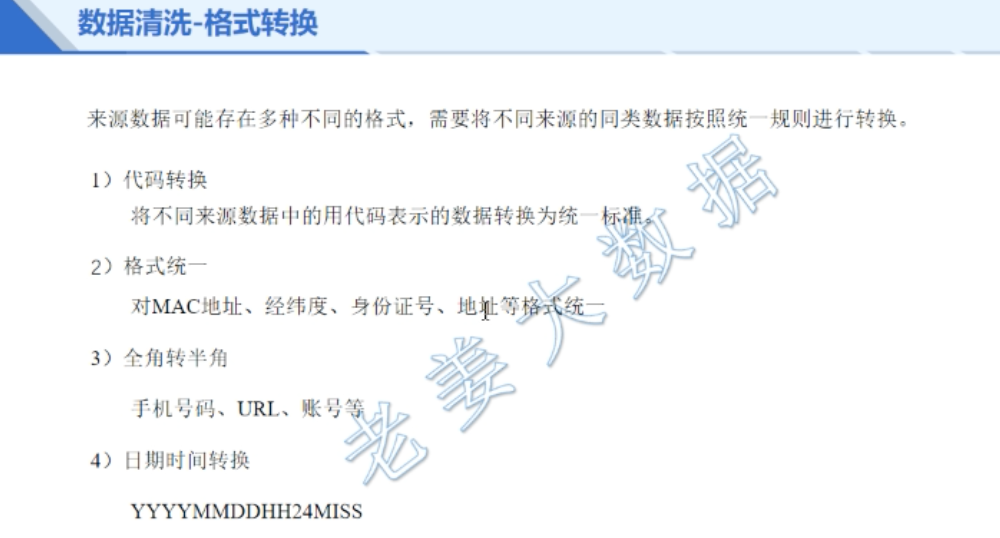 数据清洗-格式转换
来源数据可能存在多种不同的格式，需要将不同来源的同类数据按照统一规则进行转换。
1）代码转换
将不同来源数据中的用代码表示的数据转换为统一标准。
2）格式统一
对MAC地址、经纬度、身份证号、地址等格式统一
3）全角转半角
手机号码、URL、账号等
4）日期时间转换
YYYYMMDDHH24MISS
老姜大数据